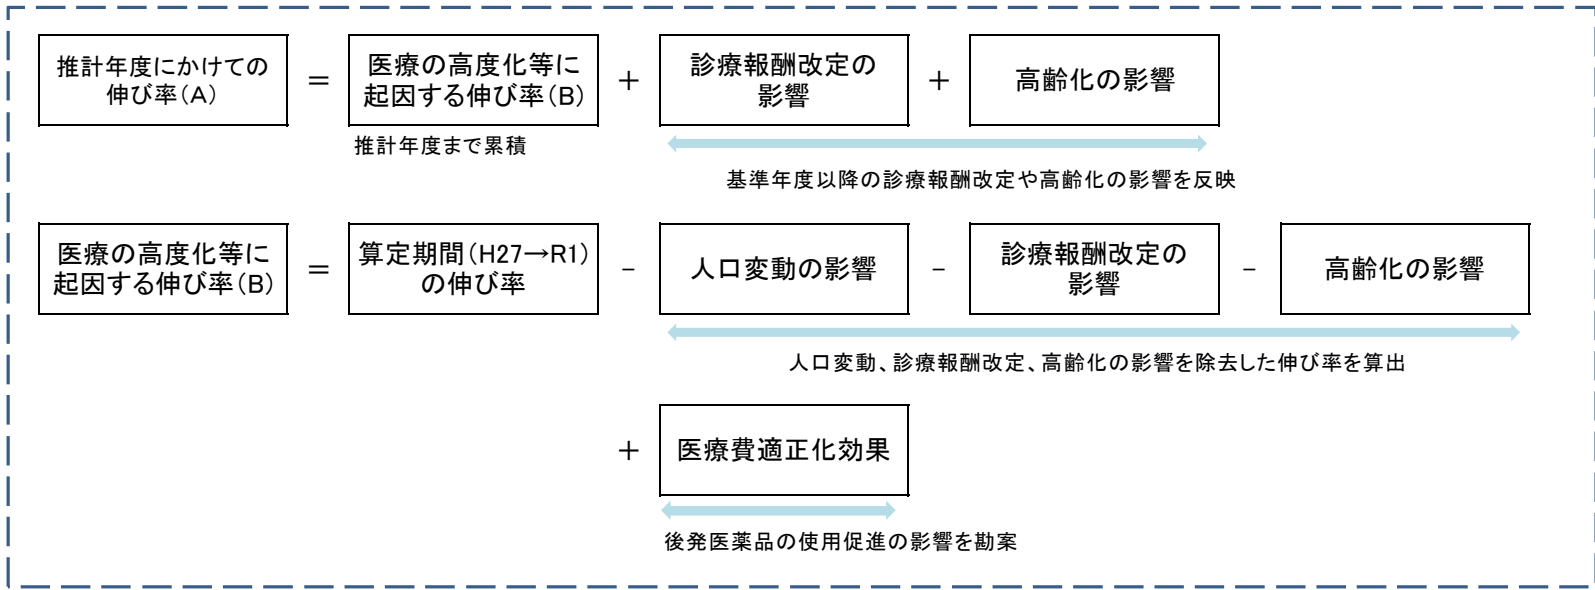 推計年度にかけての
伸び率(A)
=
医療の高度化等に
起因する伸び率(B)
+
診療報酬改定の
影響
+
高齢化の影響
推計年度まで累積
基準年度以降の診療報酬改定や高齢化の影響を反映
医療の高度化等に
起因する伸び率(B)
=
算定期間(H27→R1)
の伸び率
-
人口変動の影響
-
診療報酬改定の
影響
-
高齢化の影響
人口変動、診療報酬改定、高齢化の影響を除去した伸び率を算出
+
医療費適正化効果
後発医薬品の使用促進の影響を勘案